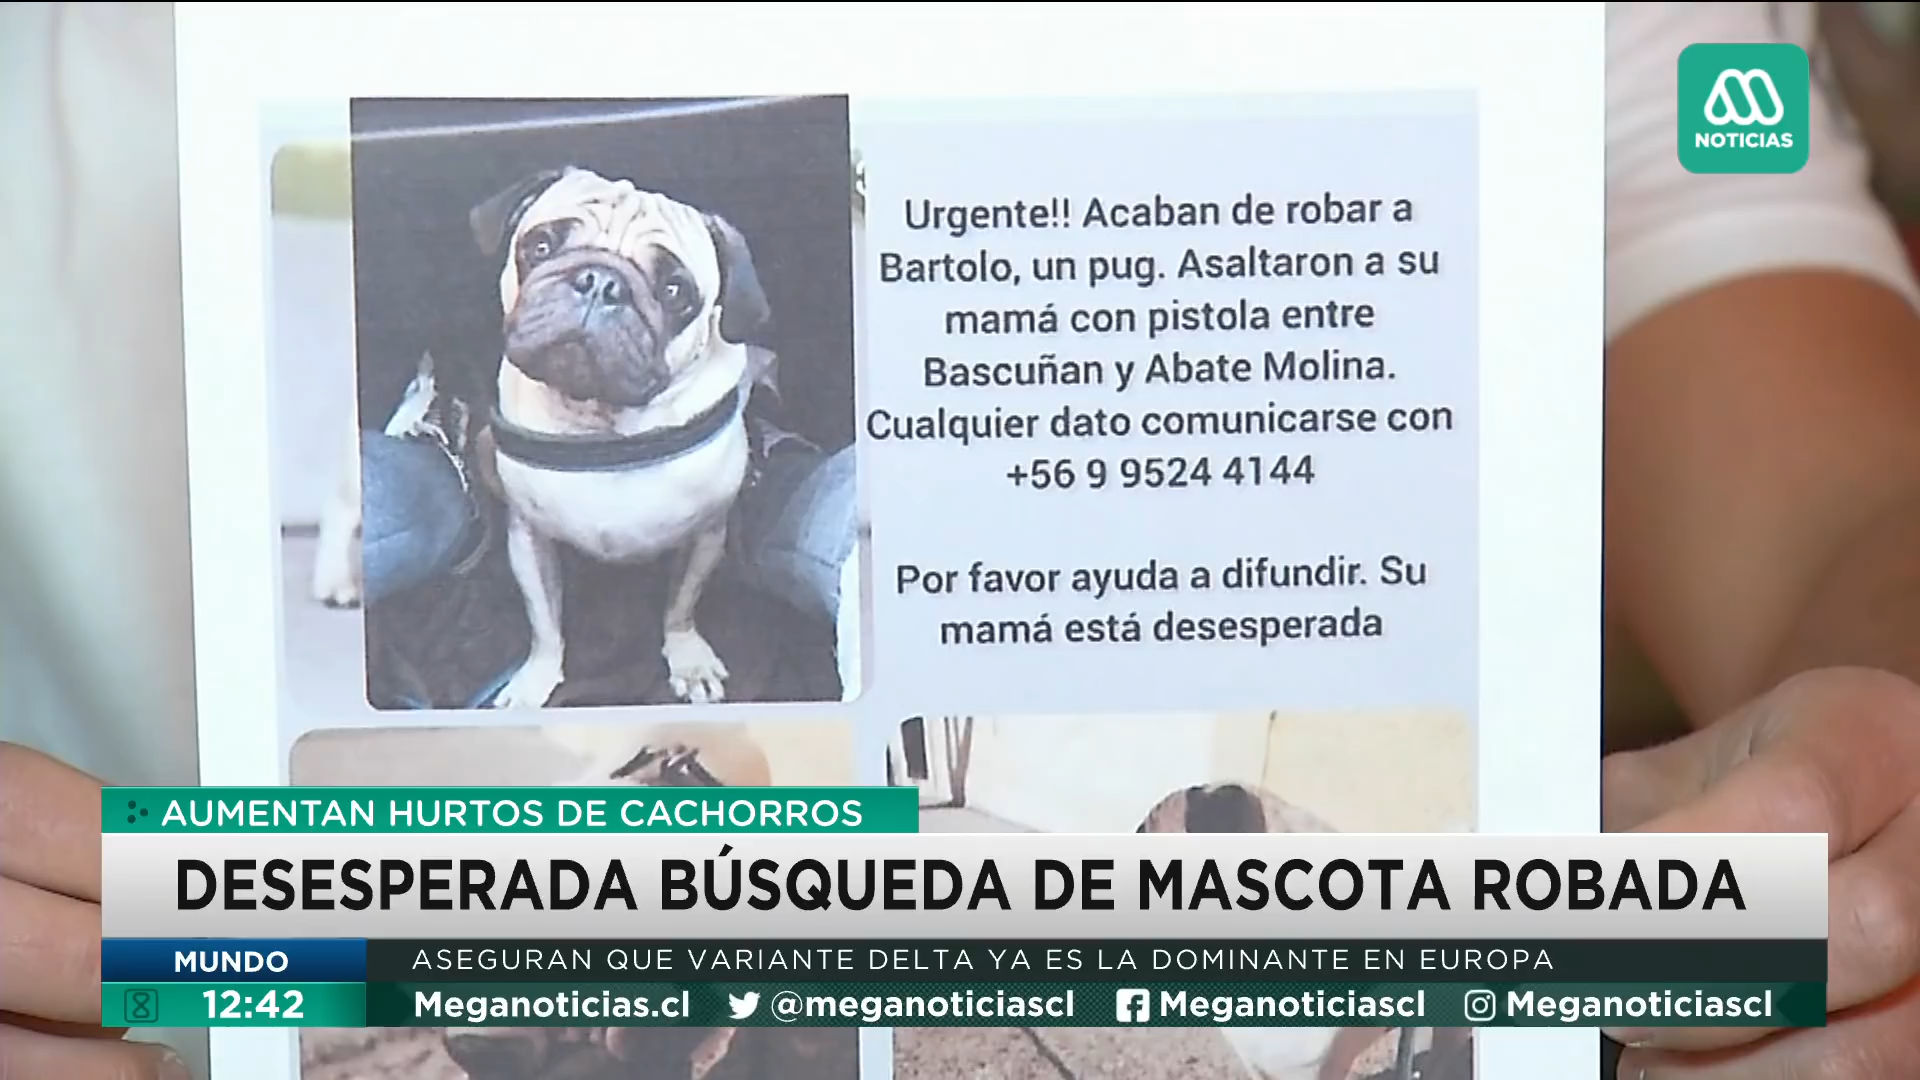 NOTICIAS
Urgente!! Acaban de robar a
Bartolo, un pug. Asaltaron a su
mamá con pistola entre
Bascuñan y Abate Molina.
Cualquier dato comunicarse con
+56 9 9524 4144
Por favor ayuda a difundir. Su
mamá está desesperada
AUMENTAN HURTOS DE CACHORROS
DESESPERADA BÚSQUEDA DE MASCOTA ROBADA
MUNDO ASEGURAN QUE VARIANTE DELTA YA ES LA DOMINANTE EN EUROPA
12:42 Meganoticias.cl @meganoticiascl Meganoticiascl Meganoticiascl